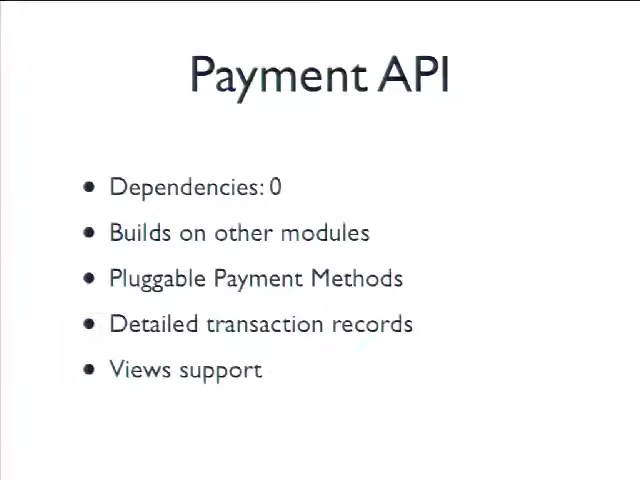 Payment API
• Dependencies: 0
• Builds on other modules
• Pluggable Payment Methods
• Detailed transaction records
• Views support